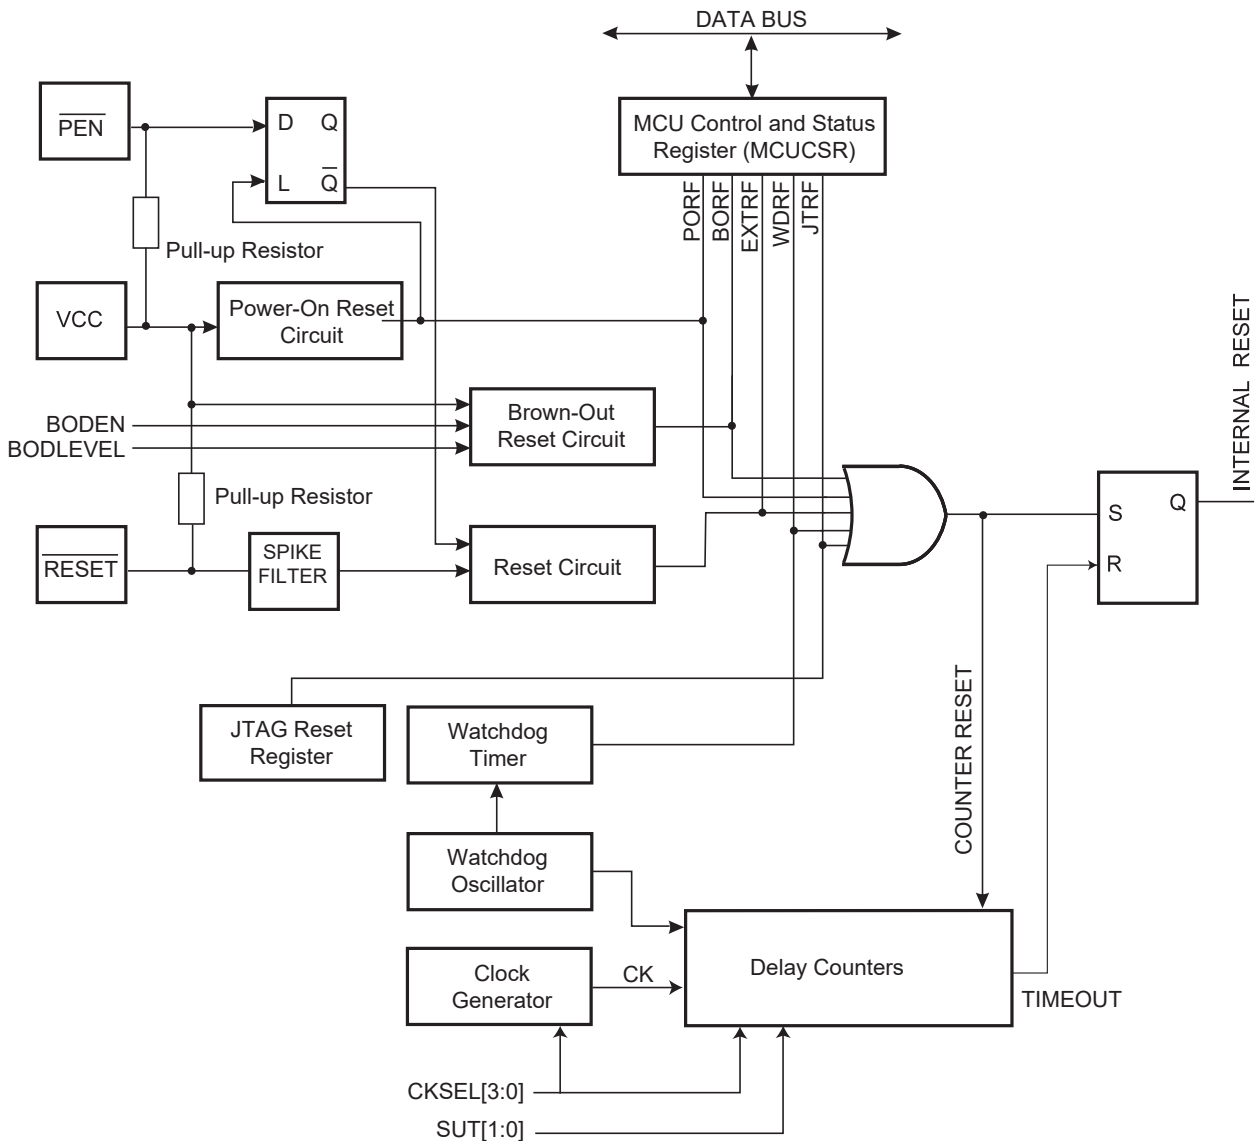 DATA BUS
PEN
D Q
L Q
MCU Control and Status
Register (MCUCSR)
PORF
BORF
EXTRF
WDRF
JTRF
Pull-up Resistor
VCC
Power-On Reset
Circuit
BODEN
BODLEVEL
Brown-Out
Reset Circuit
Pull-up Resistor
RESET
SPIKE
FILTER
Reset Circuit
S Q
R
INTERNAL RESET
JTAG Reset
Register
Watchdog
Timer
COUNTER RESET
Watchdog
Oscillator
Clock
Generator
CK
Delay Counters
TIMEOUT
CKSEL[3:0]
SUT[1:0]